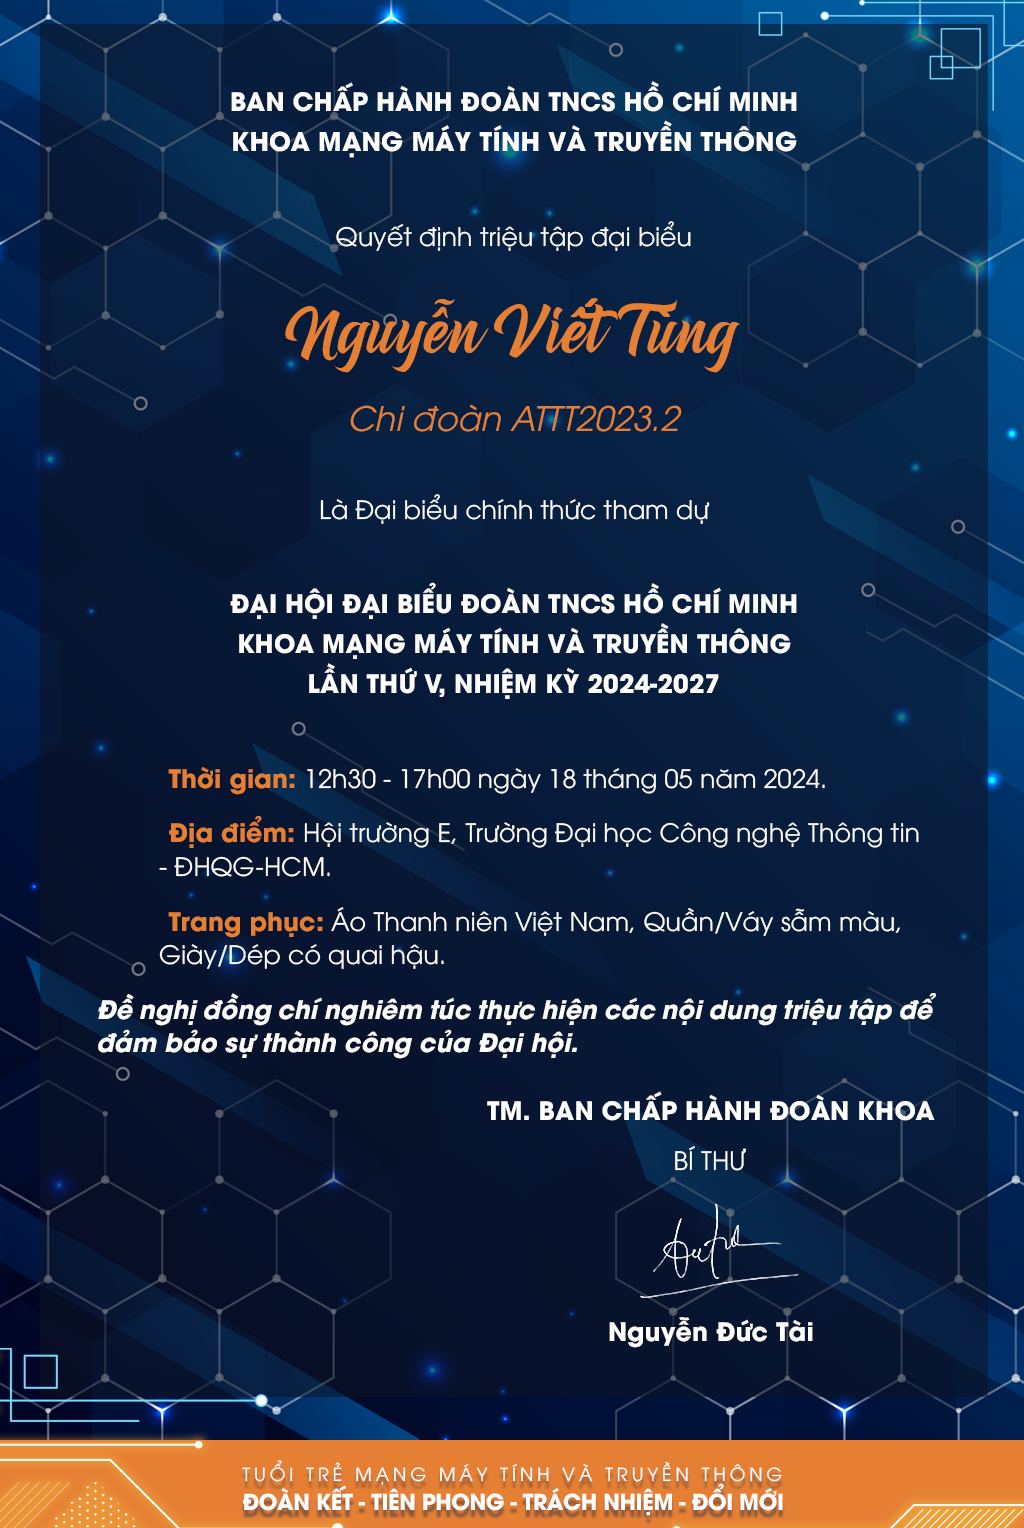 BAN CHẤP HÀNH ĐOÀN TNCS HỒ CHÍ MINH
KHOA MẠNG MÁY TÍNH VÀ TRUYỀN THÔNG
Quyết định triệu tập đại biểu
Nguyễn Viết Tùng
Chi đoàn ATTT2023.2
Là Đại biểu chính thức tham dự
ĐẠI HỘI ĐẠI BIỂU ĐOÀN TNCS HỒ CHÍ MINH
KHOA MẠNG MÁY TÍNH VÀ TRUYỀN THÔNG
LẦN THỨ V, NHIỆM KỲ 2024-2027
Thời gian: 12h30 - 17h00 ngày 18 tháng 05 năm 2024.
Địa điểm: Hội trường E, Trường Đại học Công nghệ Thông tin
- ĐHQG-HCM.
Trang phục: Áo Thanh niên Việt Nam, Quần/Váy sẫm màu,
Giày/Dép có quai hậu.
Đề nghị đồng chí nghiêm túc thực hiện các nội dung triệu tập để
đảm bảo sự thành công của Đại hội.
TM. BAN CHẤP HÀNH ĐOÀN KHOA
BÍ THƯ
Nguyễn Đức Tài
TUỔI TRẺ MẠNG MÁY TÍNH VÀ TRUYỀN THÔNG
ĐOÀN KẾT - TIÊN PHONG - TRÁCH NHIỆM - ĐỔI MỚI